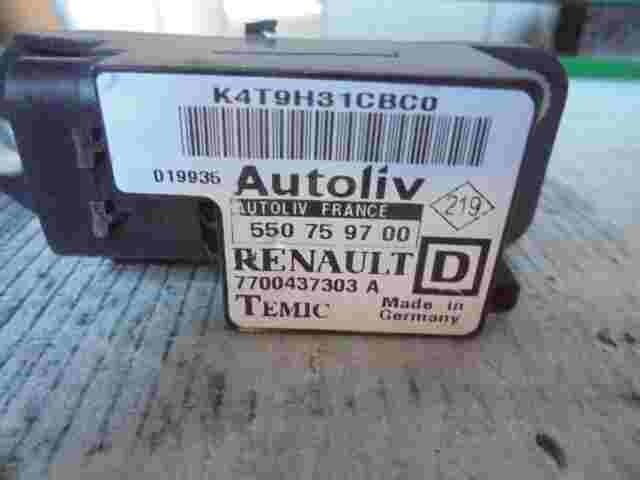 K4T9H31CBC0
019935 Autoliv
AUTOLIV FRANCE
219
550 75 97 00
RENAULT D
7700437303 A
TEMIC Made in Germany